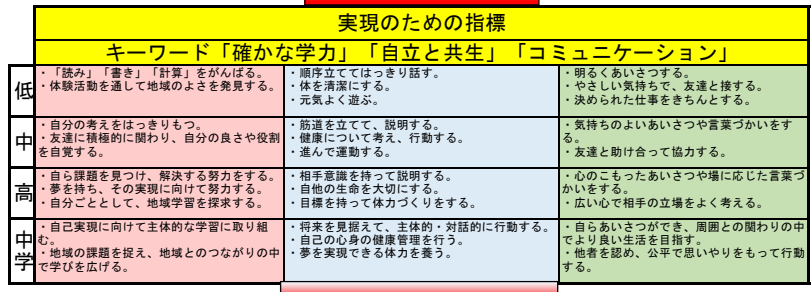 実現のための指標
キーワード「確かな学力」「自立と共生」「コミュニケーション」
低
・「読み」「書き」「計算」をがんばる。
・体験活動を通して地域のよさを発見する。
・順序立ててはっきり話す。
・体を清潔にする。
・元気よく遊ぶ。
・明るくあいさつする。
・やさしい気持ちで、友達と接する。
・決められた仕事をきちんとする。
中
・自分の考えをはっきりもつ。
・友達に積極的に関わり、自分の良さや役割
を自覚する。
・筋道を立てて、説明する。
・健康について考え、行動する。
・進んで運動する。
・気持ちのよいあいさつや言葉づかいをす
る。
・友達と助け合って協力する。
高
・自ら課題を見つけ、解決する努力をする。
・夢を持ち、その実現に向けて努力する。
・自分ごととして、地域学習を探求する。
・相手意識を持って説明する。
・自他の生命を大切にする。
・目標を持って体力づくりをする。
・心のこもったあいさつや場に応じた言葉づ
かいをする。
・広い心で相手の立場をよく考える。
中
学
・自己実現に向けて主体的な学習に取り組
む。
・地域の課題を捉え、地域とのつながりの中
で学びを広げる。
・将来を見据えて、主体的・対話的に行動する。
・自己の心身の健康管理を行う。
・夢を実現できる体力を養う。
・自らあいさつができ、周囲との関わりの中
でより良い生活を目指す。
・他者を認め、公平で思いやりをもって行動
する。